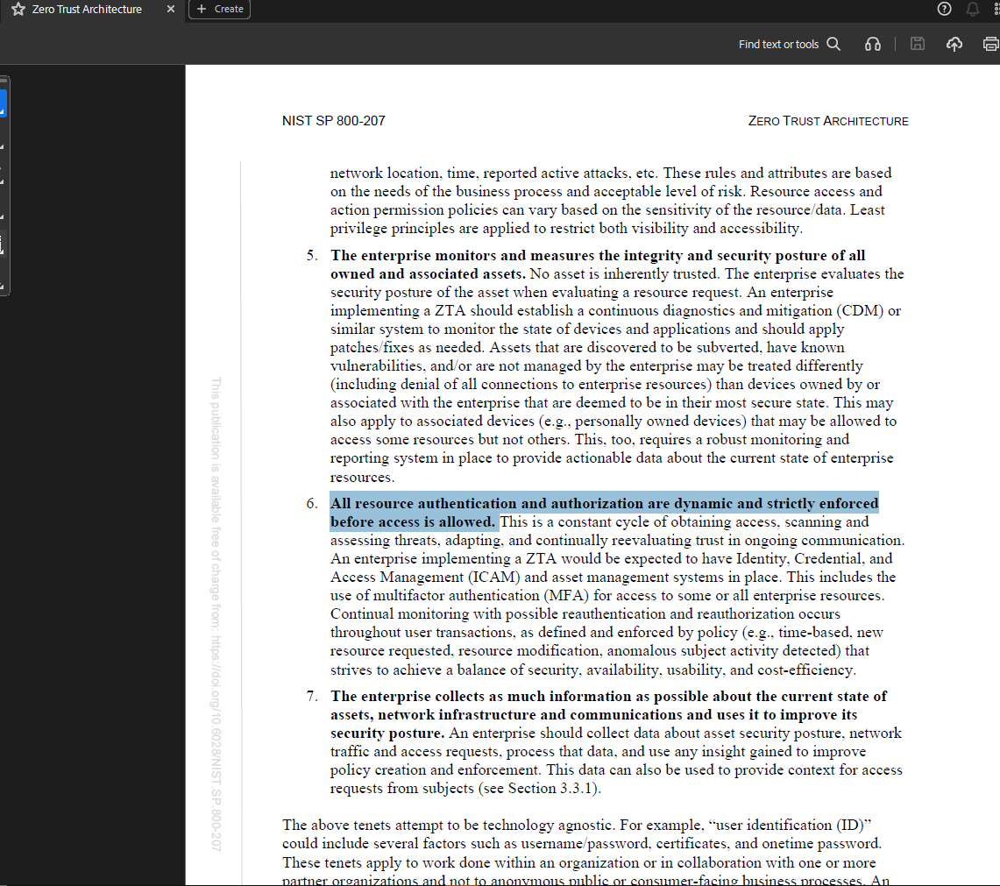 Zero Trust Architecture
Create
Find text or tools
NIST SP 800-207
ZERO TRUST ARCHITECTURE
network location, time, reported active attacks, etc. These rules and attributes are based
on the needs of the business process and acceptable level of risk. Resource access and
action permission policies can vary based on the sensitivity of the resource/data. Least
privilege principles are applied to restrict both visibility and accessibility.
5. The enterprise monitors and measures the integrity and security posture of all
owned and associated assets. No asset is inherently trusted. The enterprise evaluates the
security posture of the asset when evaluating a resource request. An enterprise
implementing a ZTA should establish a continuous diagnostics and mitigation (CDM) or
similar system to monitor the state of devices and applications and should apply
patches/fixes as needed. Assets that are discovered to be subverted, have known
vulnerabilities, and/or are not managed by the enterprise may be treated differently
(including denial of all connections to enterprise resources) than devices owned by or
associated with the enterprise that are deemed to be in their most secure state. This may
also apply to associated devices (e.g., personally owned devices) that may be allowed to
access some resources but not others. This, too, requires a robust monitoring and
reporting system in place to provide actionable data about the current state of enterprise
resources.
6. All resource authentication and authorization are dynamic and strictly enforced
before access is allowed. This is a constant cycle of obtaining access, scanning and
assessing threats, adapting, and continually reevaluating trust in ongoing communication.
An enterprise implementing a ZTA would be expected to have Identity, Credential, and
Access Management (ICAM) and asset management systems in place. This includes the
use of multifactor authentication (MFA) for access to some or all enterprise resources.
Continual monitoring with possible reauthentication and reauthorization occurs
throughout user transactions, as defined and enforced by policy (e.g., time-based, new
resource requested, resource modification, anomalous subject activity detected) that
strives to achieve a balance of security, availability, usability, and cost-efficiency.
7. The enterprise collects as much information as possible about the current state of
assets, network infrastructure and communications and uses it to improve its
security posture. An enterprise should collect data about asset security posture, network
traffic and access requests, process that data, and use any insight gained to improve
policy creation and enforcement. This data can also be used to provide context for access
requests from subjects (see Section 3.3.1).
The above tenets attempt to be technology agnostic. For example, “user identification (ID)”
could include several factors such as username/password, certificates, and onetime password.
These tenets apply to work done within an organization or in collaboration with one or more
partner organizations and not to anonymous public or consumer-facing business processes. An
This publication is available free of charge from: https://doi.org/10.6028/NIST.SP.800-207